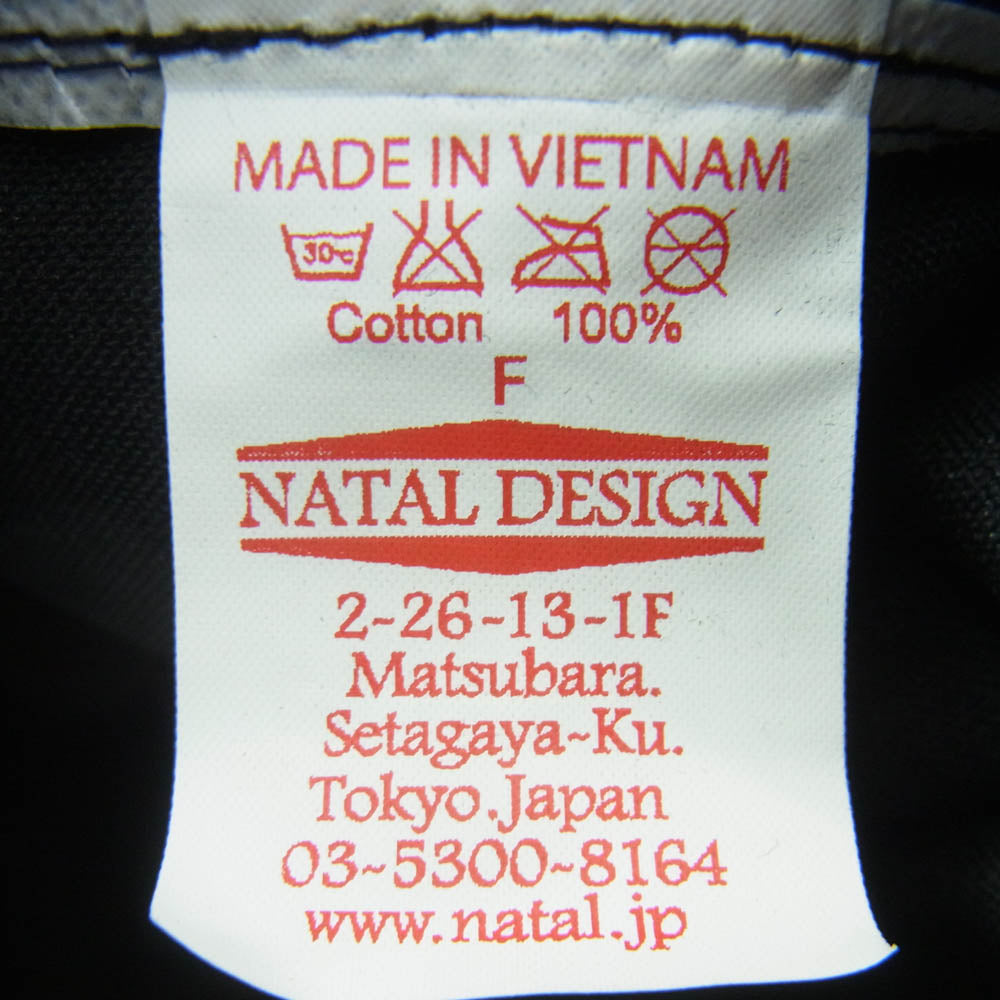 MADE IN VIETNAM
30℃
Cotton 100%
F
NATAL DESIGN
2-26-13-1F
Matsubara.
Setagaya~Ku.
Tokyo.Japan
03~5300-8164
www.natal.jp